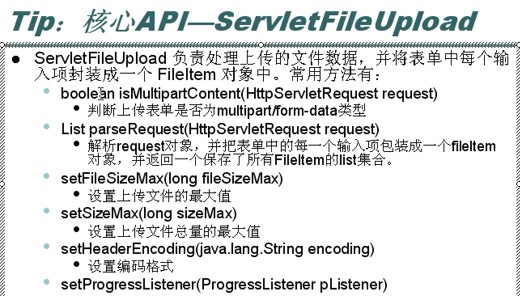 Tip：核心API—ServletFileUpload
● ServletFileUpload 负责处理上传的文件数据，并将表单中每个输
入项封装成一个 FileItem 对象中。常用方法有：
• boolean isMultipartContent(HttpServletRequest request)
• 判断上传表单是否为multipart/form-data类型
• List parseRequest(HttpServletRequest request)
• 解析request对象，并把表单中的每一个输入项包装成一个fileItem
对象，并返回一个保存了所有FileItem的list集合。
• setFileSizeMax(long fileSizeMax)
• 设置上传文件的最大值
• setSizeMax(long sizeMax)
• 设置上传文件总量的最大值
• setHeaderEncoding(java.lang.String encoding)
• 设置编码格式
• setProgressListener(ProgressListener pListener)